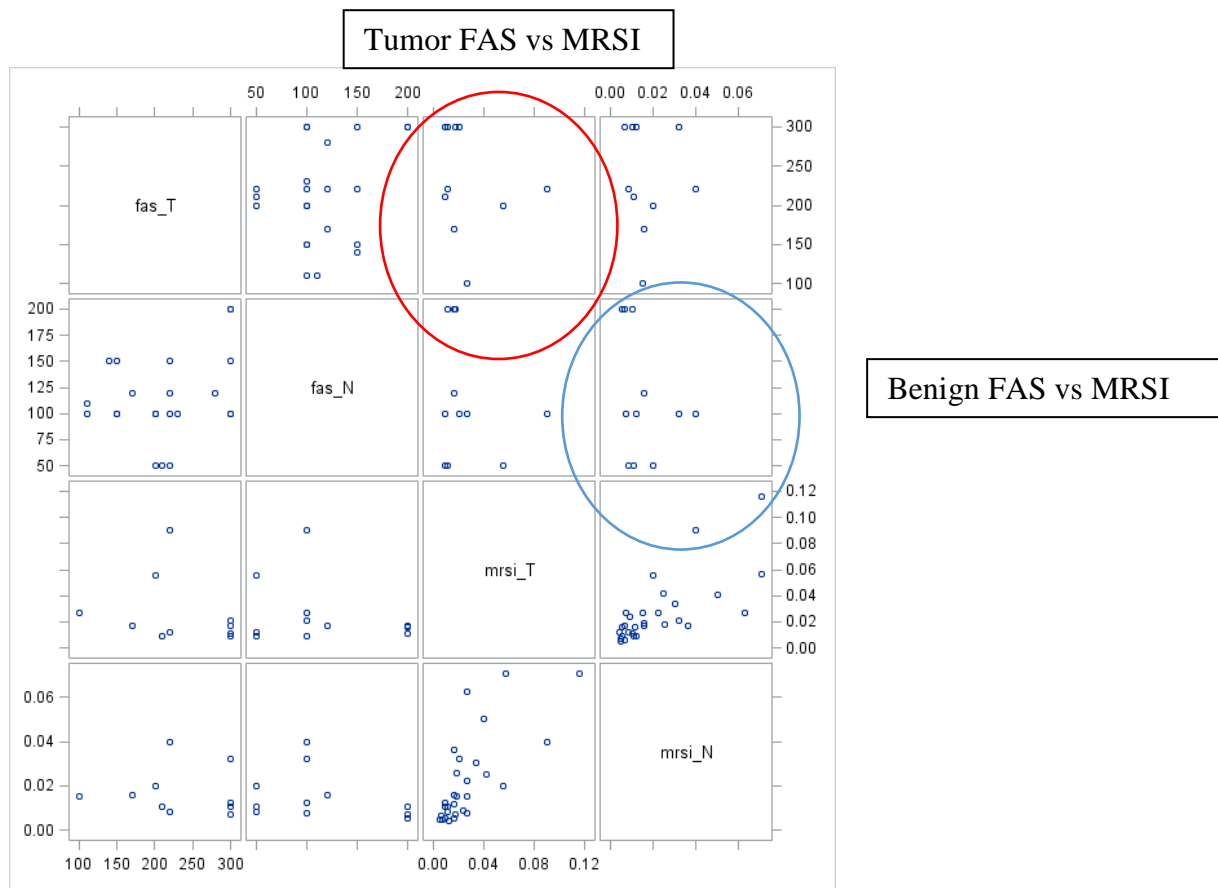 Tumor FAS vs MRSI
50 100 150 200
0.00 0.02 0.04 0.06
fas_T
300
250
200
150
100
200
175
150
125
100
75
50
fas_N
Benign FAS vs MRSI
mrsi_T
0.12
0.10
0.08
0.06
0.04
0.02
0.00
0.06
0.04
0.02
0.00
mrsi_N
100 150 200 250 300
0.00 0.04 0.08 0.12